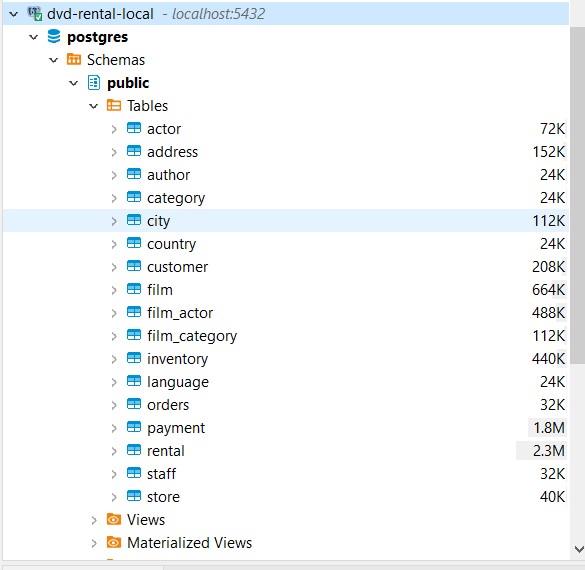 dvd-rental-local - localhost:5432
postgres
Schemas
public
Tables
actor 72K
address 152K
author 24K
category 24K
city 112K
country 24K
customer 208K
film 664K
film_actor 488K
film_category 112K
inventory 440K
language 24K
orders 32K
payment 1.8M
rental 2.3M
staff 32K
store 40K
Views
Materialized Views